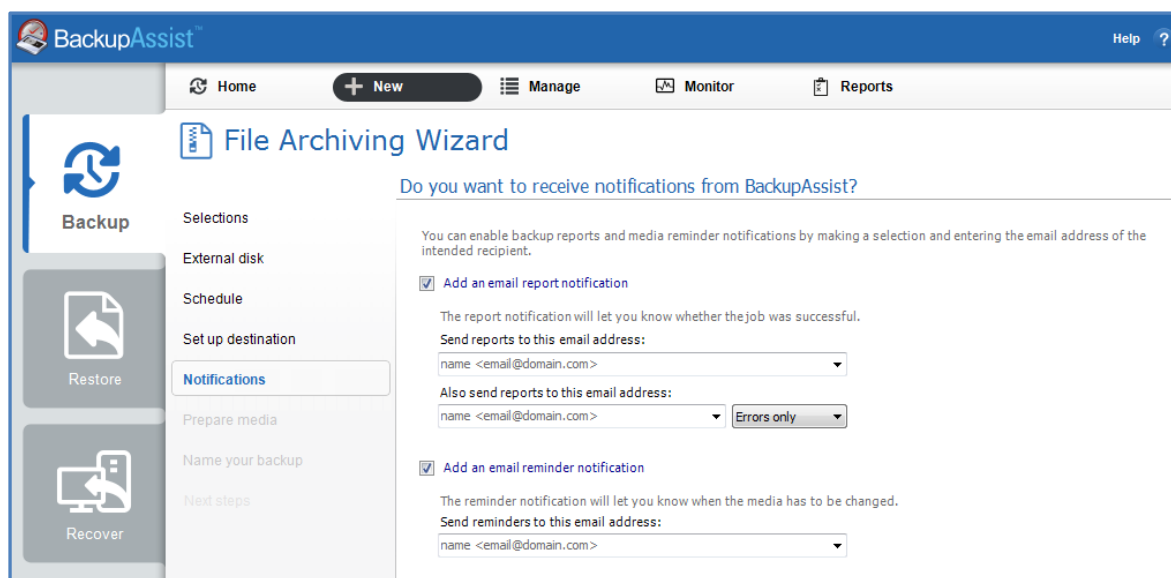 BackupAssist™
Help ?
Home
New
Manage
Monitor
Reports
File Archiving Wizard
Backup
Restore
Recover
Selections
External disk
Schedule
Set up destination
Notifications
Prepare media
Name your backup
Next steps
Do you want to receive notifications from BackupAssist?
You can enable backup reports and media reminder notifications by making a selection and entering the email address of the
intended recipient.
Add an email report notification
The report notification will let you know whether the job was successful.
Send reports to this email address:
name <email@domain.com>
Also send reports to this email address:
name <email@domain.com>
Errors only
Add an email reminder notification
The reminder notification will let you know when the media has to be changed.
Send reminders to this email address:
name <email@domain.com>